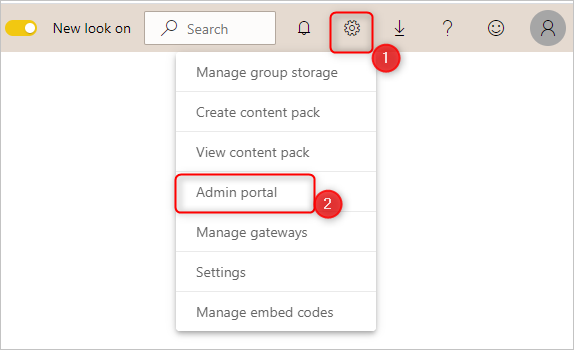 New look on Search ?
1
Manage group storage
Create content pack
View content pack
Admin portal
2
Manage gateways
Settings
Manage embed codes